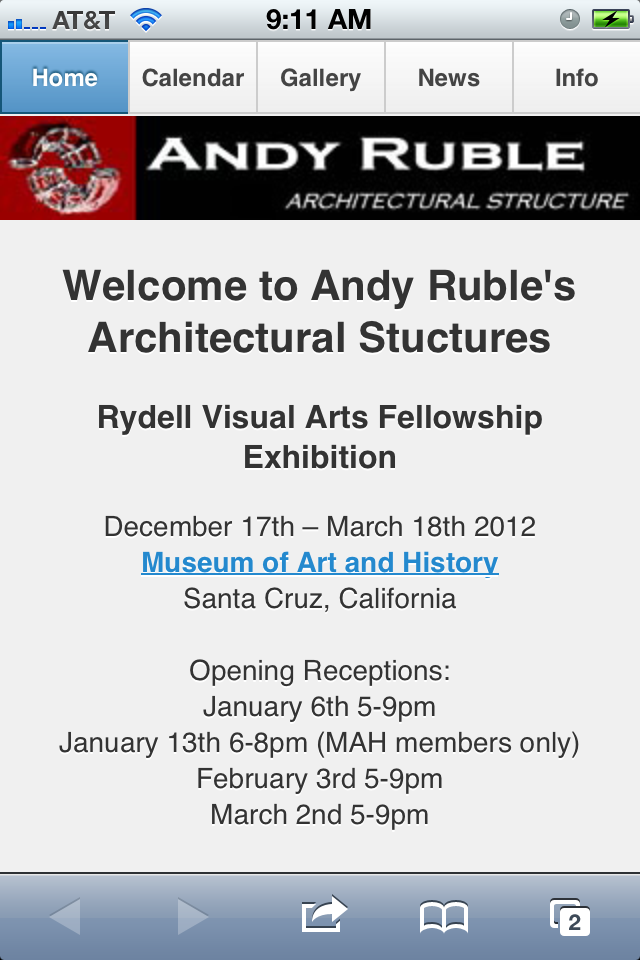 AT&T 9:11 AM
Home Calendar Gallery News Info
ANDY RUBLE
ARCHITECTURAL STRUCTURE
Welcome to Andy Ruble's
Architectural Stuctures
Rydell Visual Arts Fellowship
Exhibition
December 17th – March 18th 2012
Museum of Art and History
Santa Cruz, California
Opening Receptions:
January 6th 5-9pm
January 13th 6-8pm (MAH members only)
February 3rd 5-9pm
March 2nd 5-9pm
2